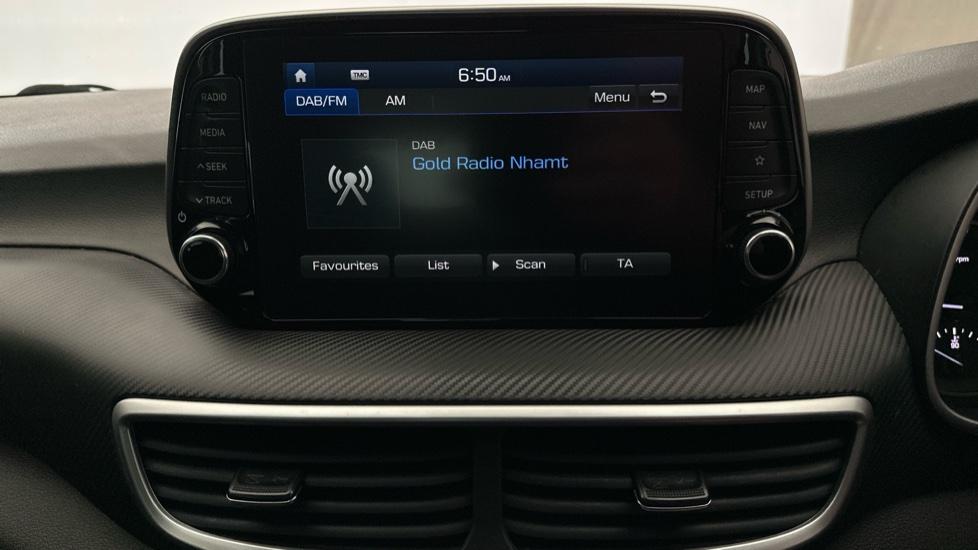 TMC 6:50 AM
DAB/FM AM Menu
DAB
Gold Radio Nhamt
Favourites List Scan TA
RADIO
MEDIA
SEEK
TRACK
MAP
NAV
SETUP